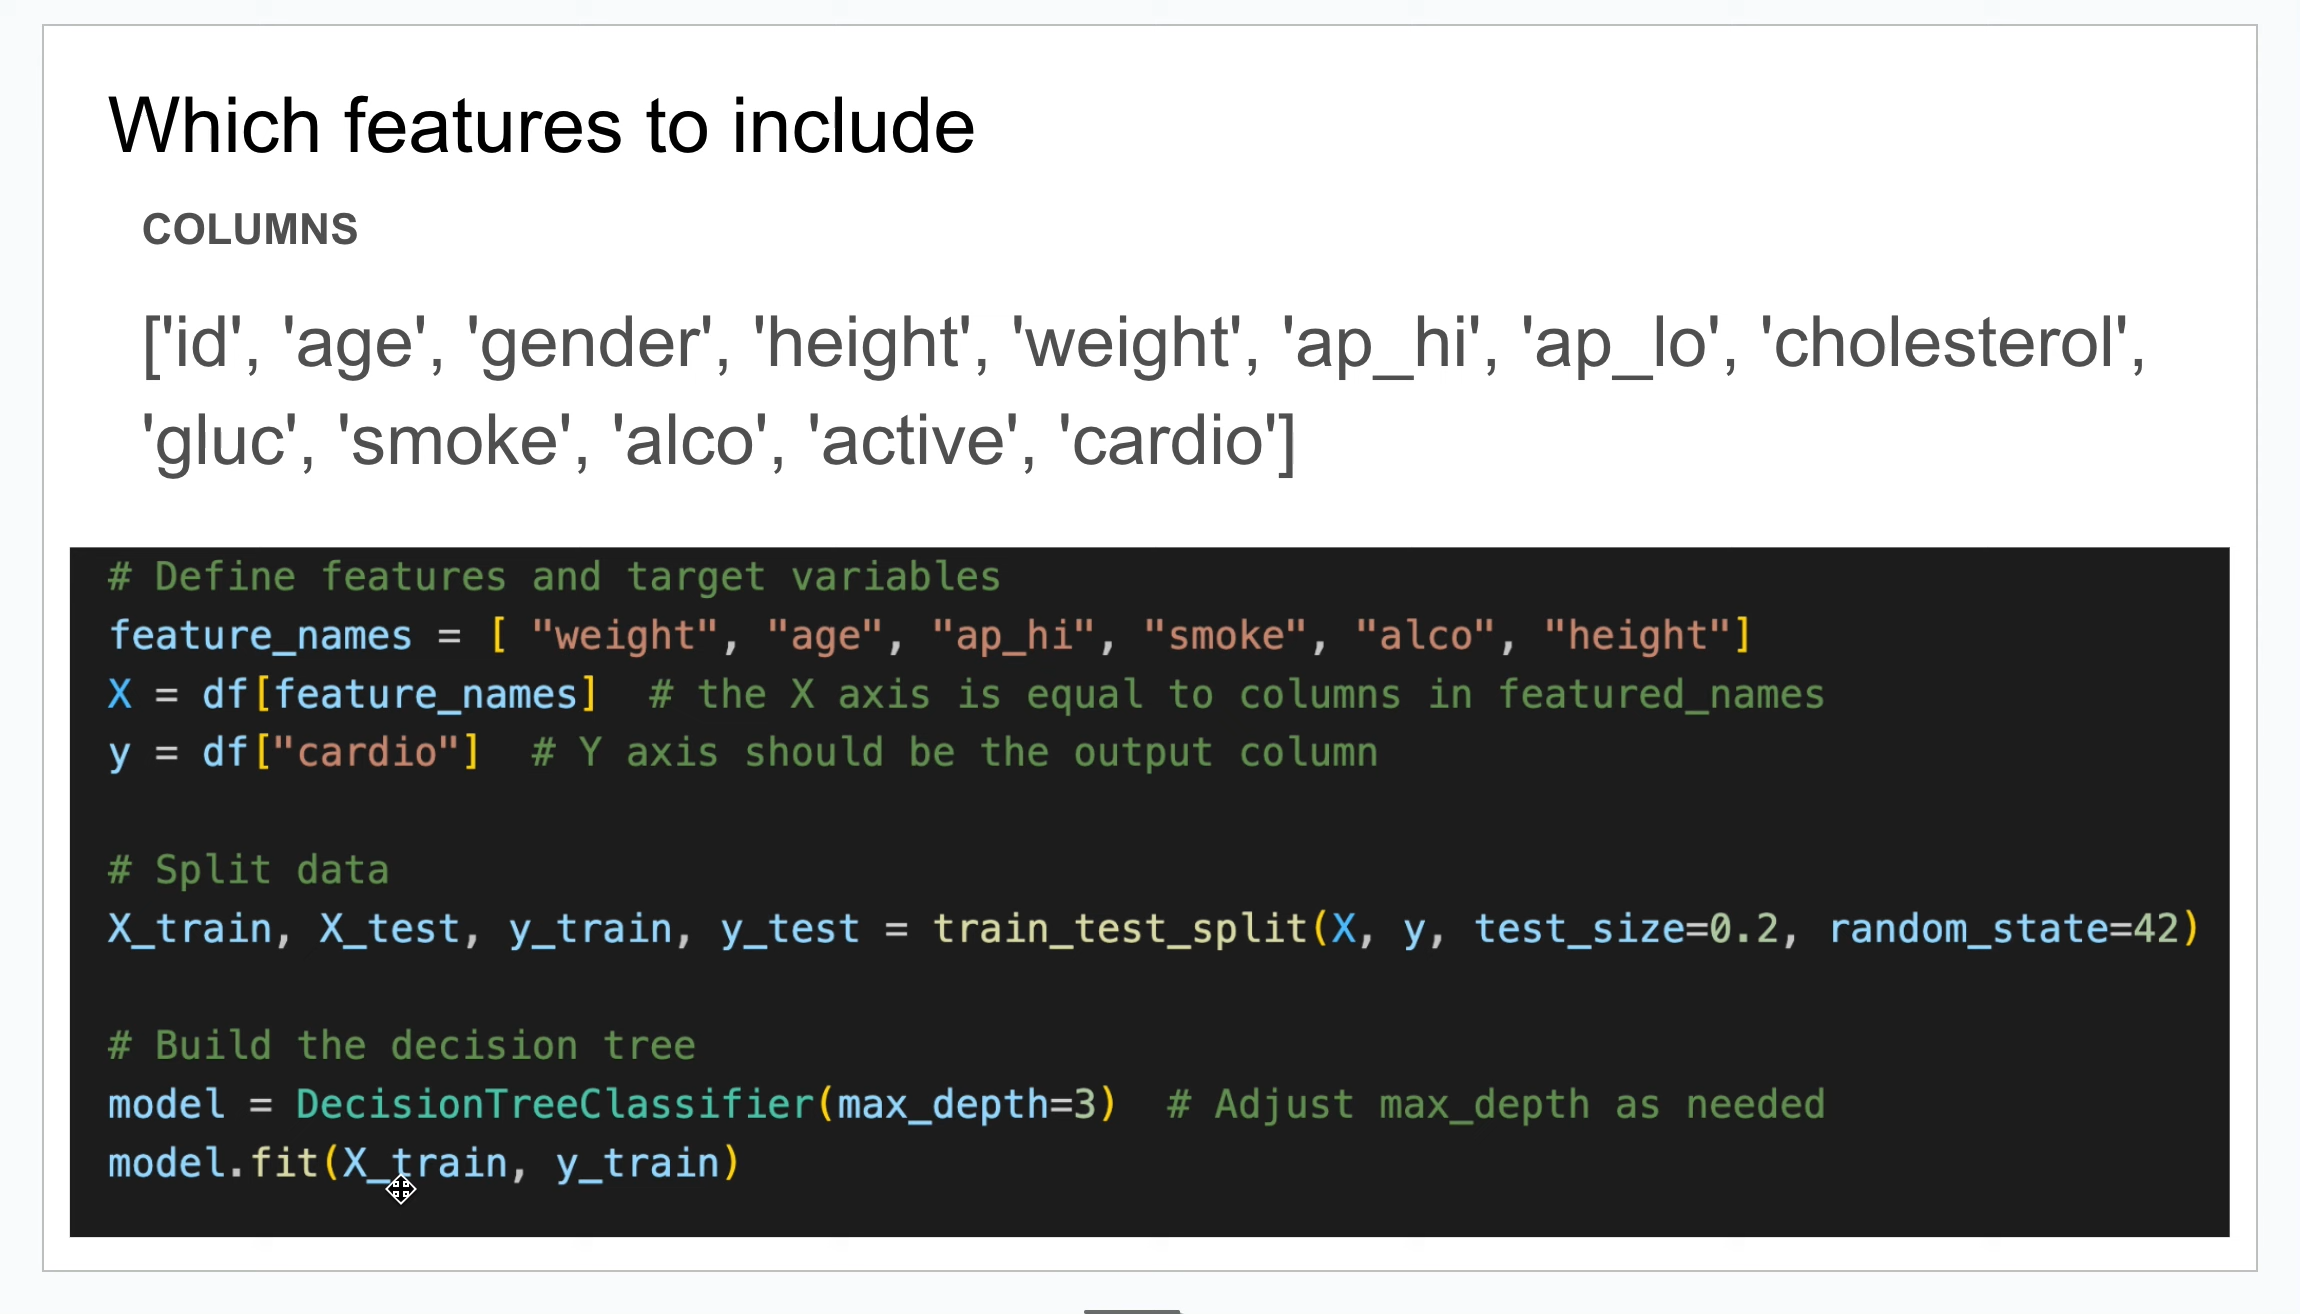 Which features to include
COLUMNS
['id', 'age', 'gender', 'height', 'weight', 'ap_hi', 'ap_lo', 'cholesterol',
'gluc', 'smoke', 'alco', 'active', 'cardio']
# Define features and target variables
feature_names = [ "weight", "age", "ap_hi", "smoke", "alco", "height"]
X = df[feature_names]  # the X axis is equal to columns in featured_names
y = df["cardio"]  # Y axis should be the output column
# Split data
X_train, X_test, y_train, y_test = train_test_split(X, y, test_size=0.2, random_state=42)
# Build the decision tree
model = DecisionTreeClassifier(max_depth=3)  # Adjust max_depth as needed
model.fit(X_train, y_train)